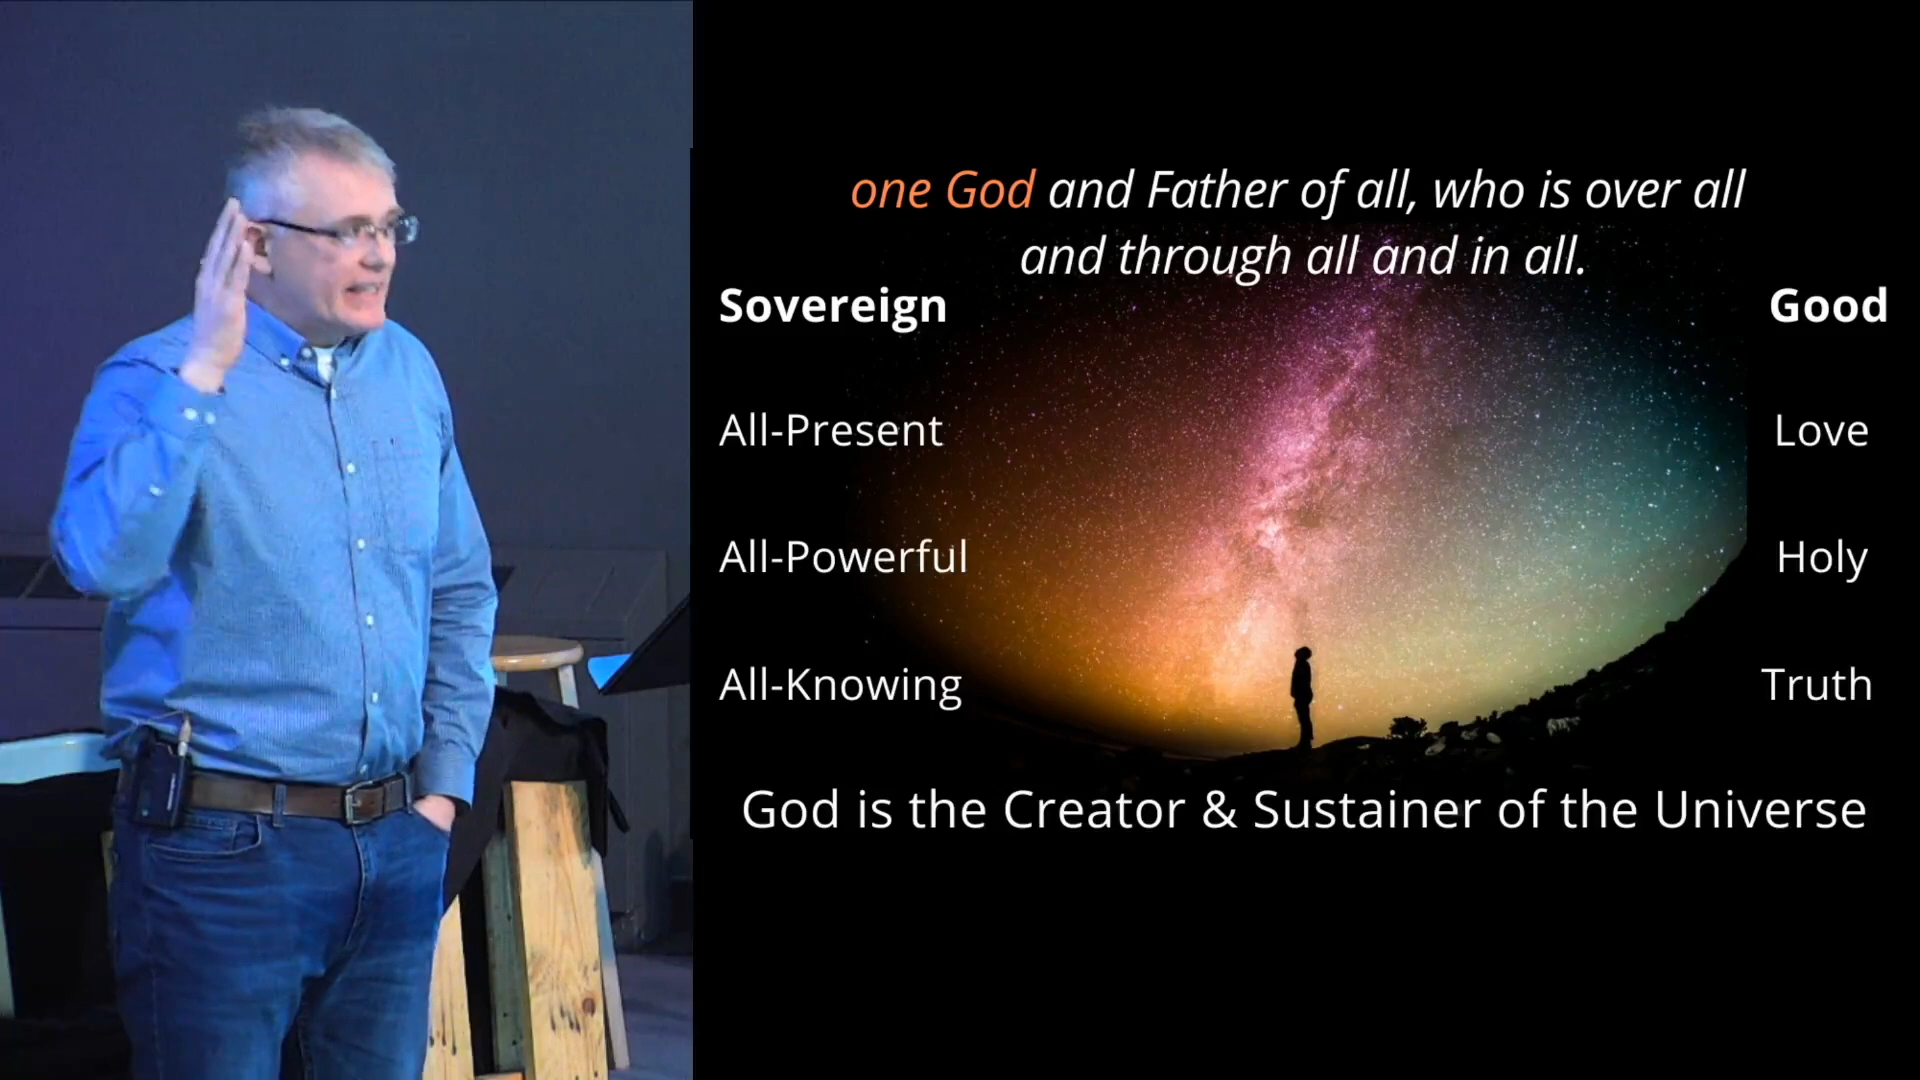 one God and Father of all, who is over all
and through all and in all.
Sovereign
Good
All-Present
Love
All-Powerful
Holy
All-Knowing
Truth
God is the Creator & Sustainer of the Universe